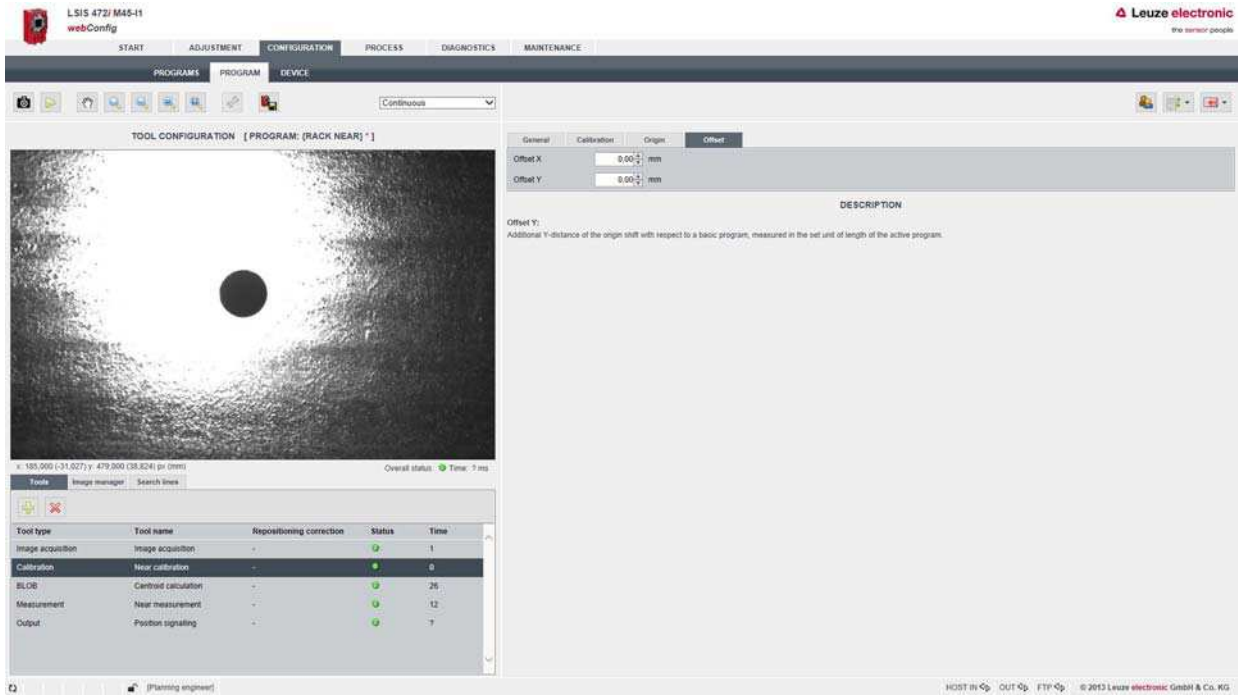 LSIS 472i M45-I1
webConfig
Leuze electronic
the sensor people
START ADJUSTMENT CONFIGURATION PROCESS DIAGNOSTICS MAINTENANCE
PROGRAMS PROGRAM DEVICE
Continuous
TOOL CONFIGURATION [ PROGRAM: (RACK NEAR) * ]
General Calibration Origin Offset
Offset X 0.00 mm
Offset Y 0.00 mm
DESCRIPTION
Offset Y:
Additional Y-distance of the origin shift with respect to a basic program, measured in the set unit of length of the active program.
x: 185,000 (-31,027) y: 479,000 (38,824) px (mm) Overall status: Time: ? ms
Tools Image manager Search lines
Tool type Tool name Repositioning correction Status Time
Image acquisition Image acquisition - 1
Calibration Near calibration - 0
BLOB Centroid calculation - 26
Measurement Near measurement - 12
Output Position signaling - ?
[Planning engineer]
HOST IN OUT FTP © 2013 Leuze electronic GmbH & Co. KG